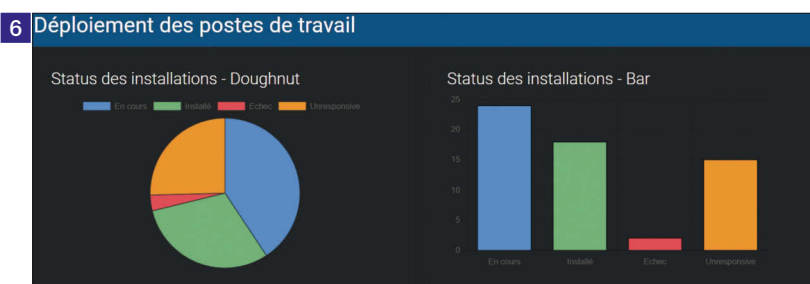 6
Déploiement des postes de travail
Status des installations - Doughnut
En cours Installé Echec Unresponsive
Status des installations - Bar
25
20
15
10
5
0
En cours Installé Echec Unresponsive